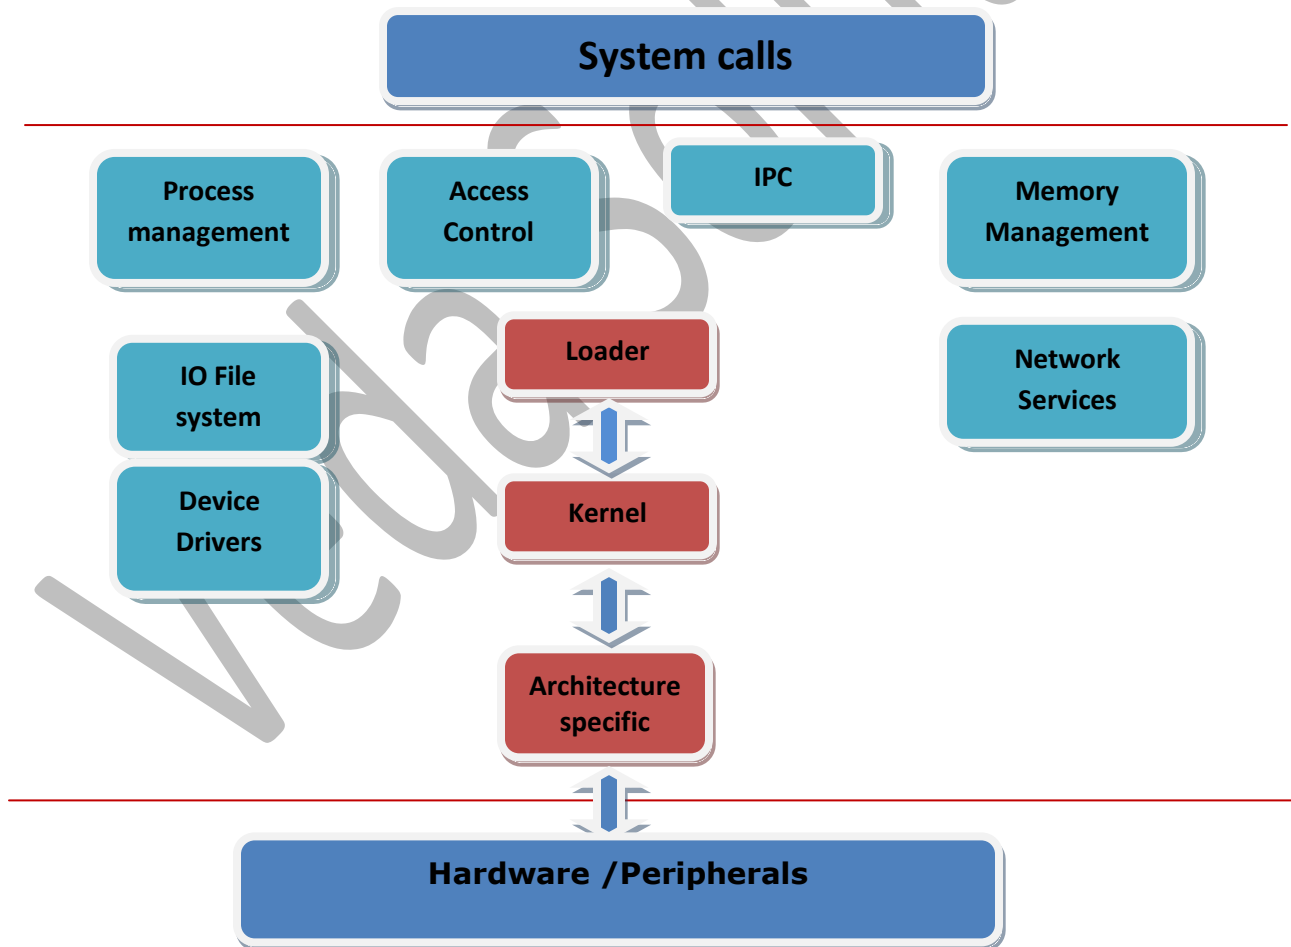 System calls
Process
management
Access
Control
IPC
Memory
Management
Loader
IO File
system
Network
Services
Device
Drivers
Kernel
Architecture
specific
Hardware /Peripherals